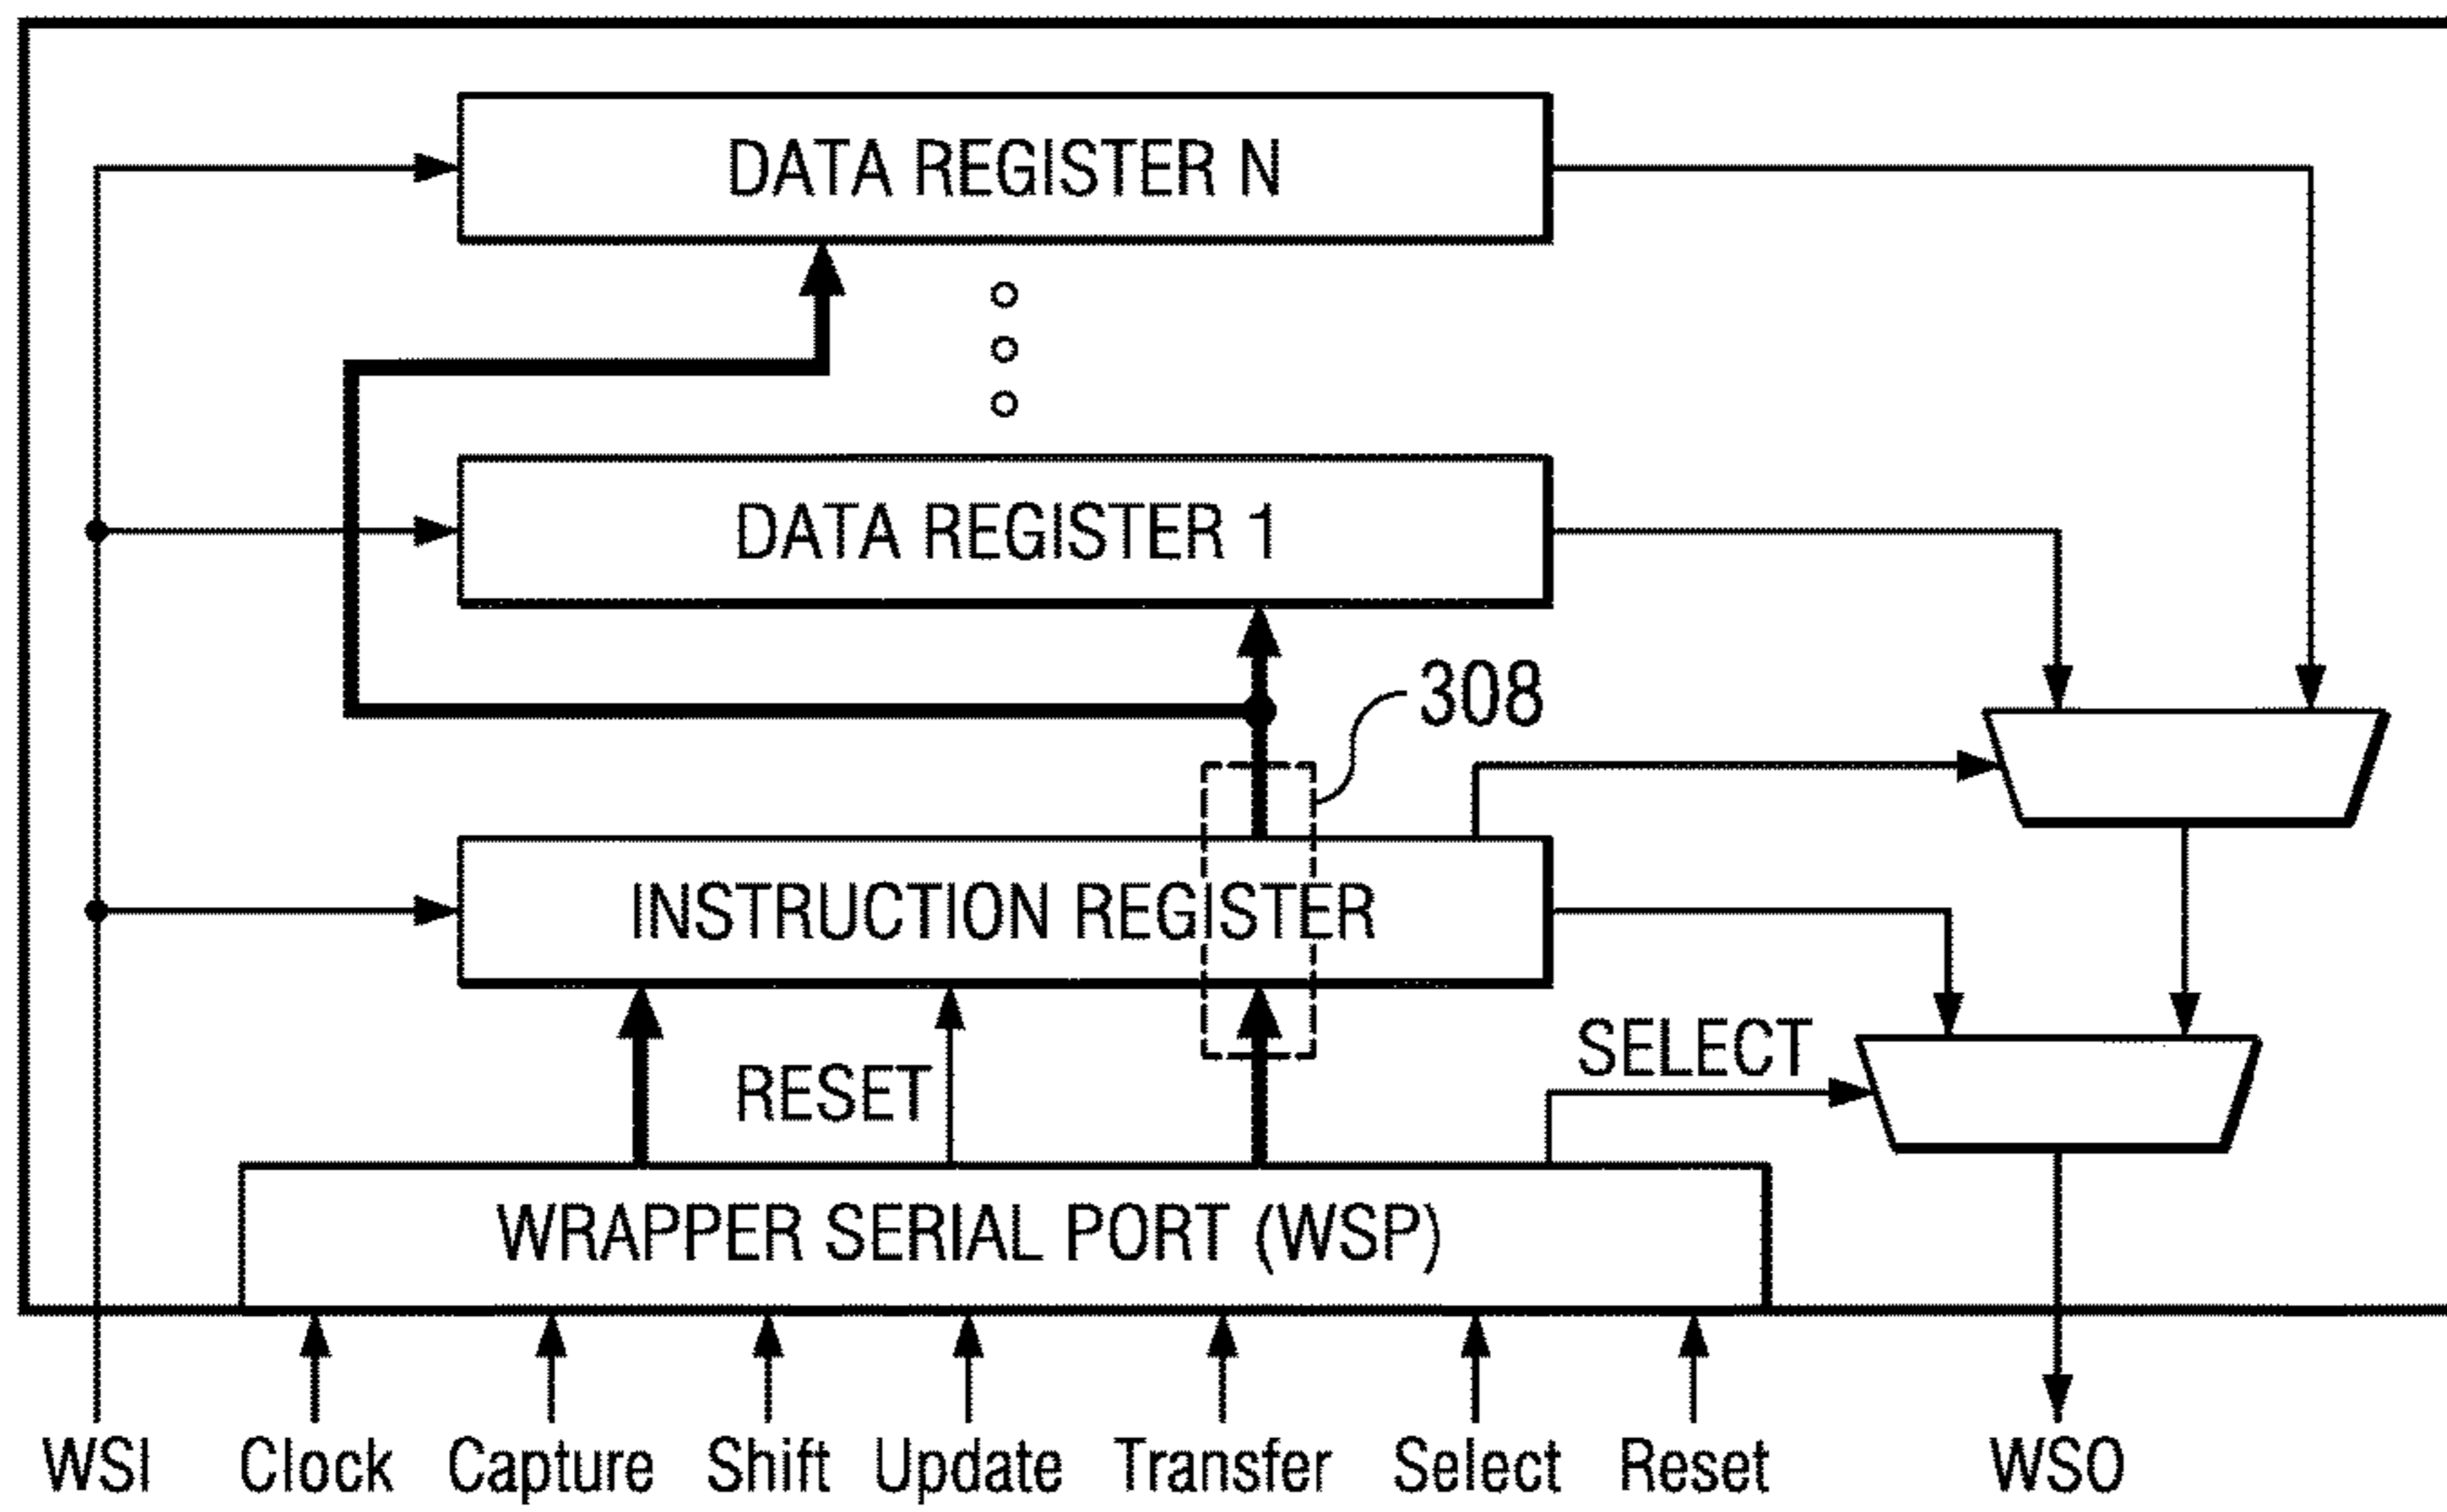 DATA REGISTER N
DATA REGISTER 1
308
INSTRUCTION REGISTER
RESET
SELECT
WRAPPER SERIAL PORT (WSP)
WSI Clock Capture Shift Update Transfer Select Reset WSO